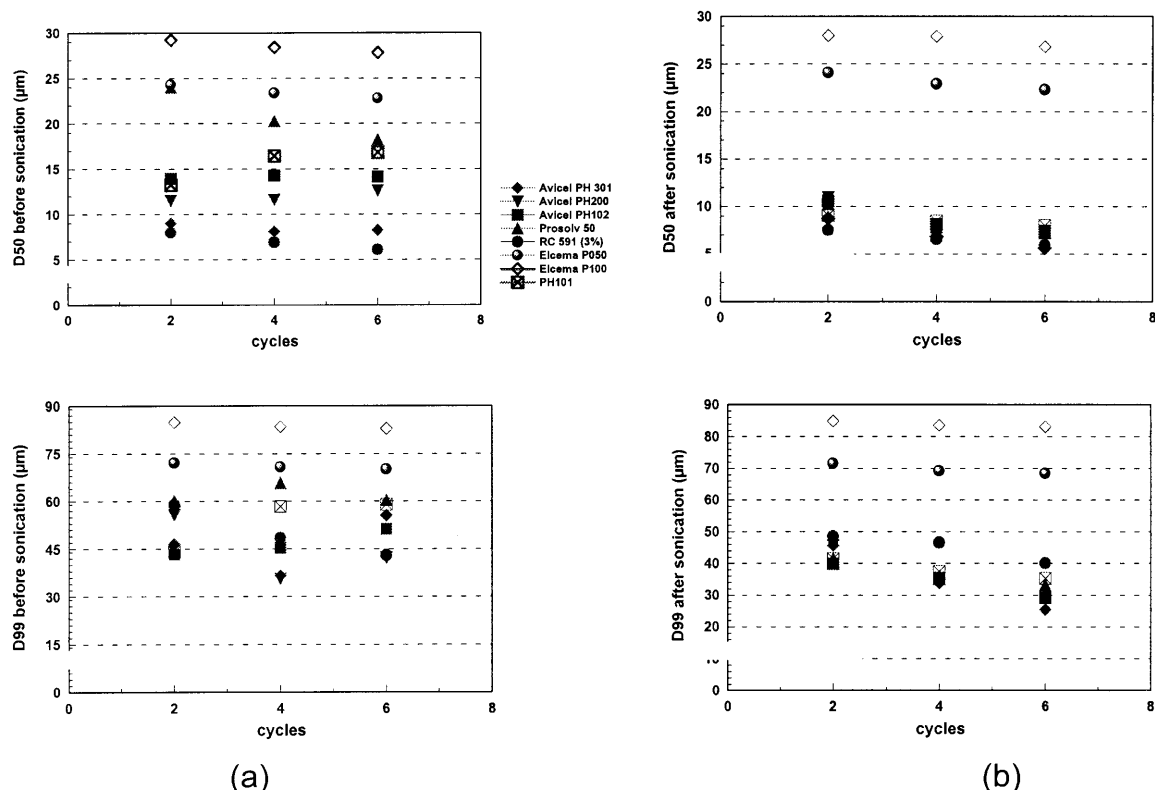 D50 before sonication (µm)
30
25
20
15
10
5
0
0 2 4 6 8
cycles
Avicel PH 301
Avicel PH200
Avicel PH102
Prosolv 50
RC 591 (3%)
Elcema P050
Elcema P100
PH101
D50 after sonication (µm)
30
25
20
15
10
5
0
0 2 4 6 8
cycles
D99 before sonication (µm)
90
75
60
45
30
15
0
0 2 4 6 8
cycles
(a)
D99 after sonication (µm)
90
80
70
60
50
40
30
20
0
0 2 4 6 8
cycles
(b)